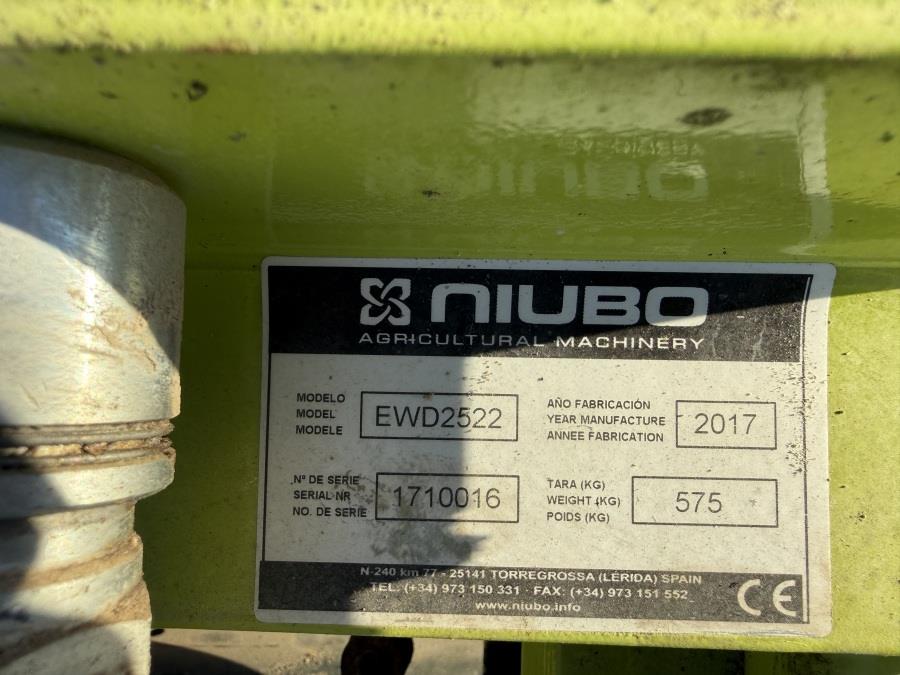 NIUBO
AGRICULTURAL MACHINERY
MODELO
MODEL
MODELE
EWD2522
AÑO FABRICACIÓN
YEAR MANUFACTURE
ANNEE FABRICATION
2017
Nº DE SERIE
SERIAL NR
NO. DE SERIE
1710016
TARA (KG)
WEIGHT (KG)
POIDS (KG)
575
N-240 km 77 - 25141 TORREGROSSA (LÉRIDA) SPAIN
TEL: (+34) 973 150 331 · FAX: (+34) 973 151 552
www.niubo.info
CE